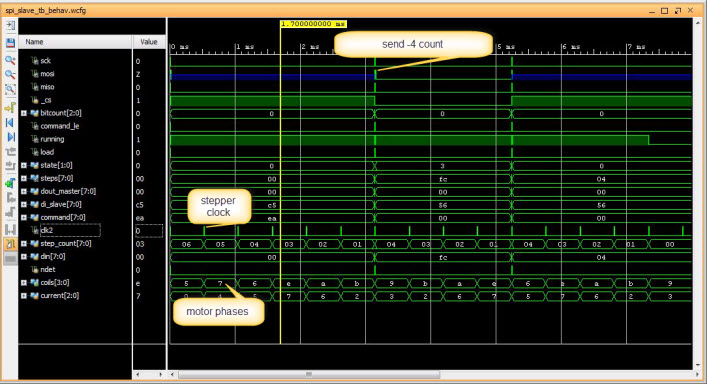 spi_slave_tb_behav.wcfg
1.700000000 ms
Name Value
0 ms 1 ms 2 ms 5 ms 6 ms 7 ms
send -4 count
sck 0
mosi Z
miso 0
_cs 1
bitcount[2:0] 0 0 0 0
command_le 0
running 1
load 0
state[1:0] 0 0 3 0
steps[7:0] 00 00 fc 04
dout_master[7:0] 00 00 00 00
di_slave[7:0] c5 c5 56 56
command[7:0] ea ea 00 00
stepper
clock
clk2 0
step_count[7:0] 03 06 05 04 03 02 01 04 03 02 01 04 03 02 01 00
din[7:0] 00 00 fc 04
ndet 0
coils[3:0] e 5 7 6 e a b 9 b a e 6 e a b 9
current[2:0] 7 7 6 2 3 2 6 7 5 7 6 2 3
motor phases